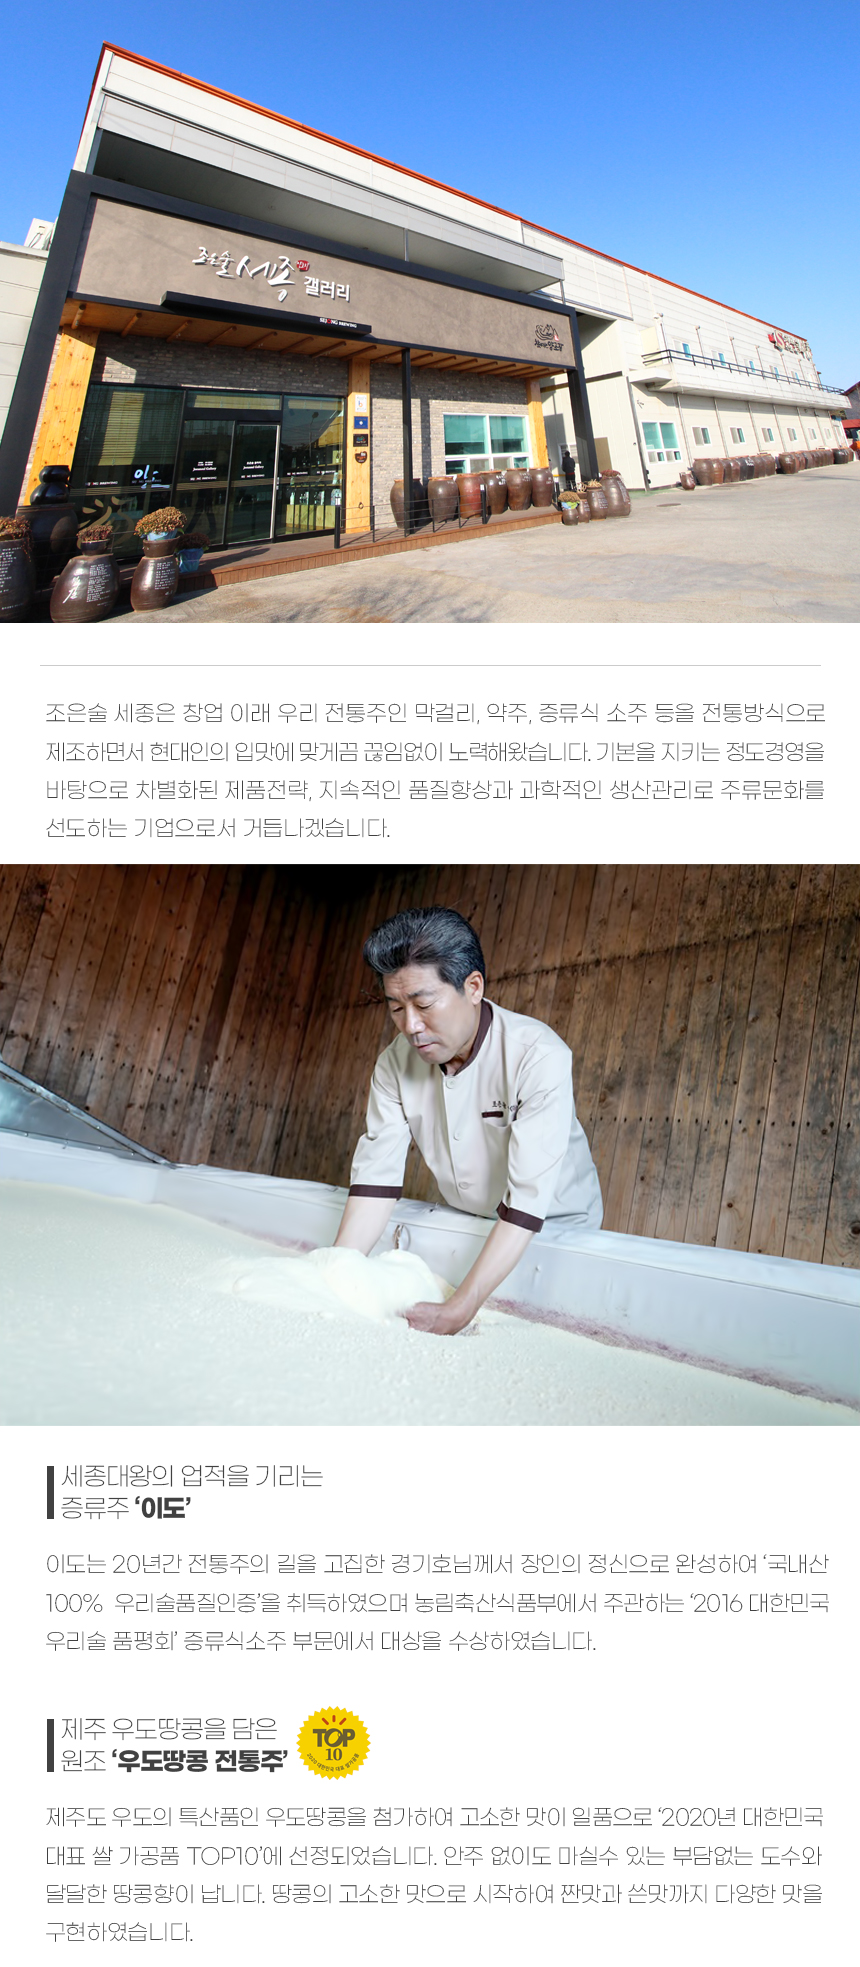 조은술 세종 갤러리
SEJONG BREWING
조은술 세종은 창업 이래 우리 전통주인 막걸리, 약주, 증류식 소주 등을 전통방식으로
제조하면서 현대인의 입맛에 맞게끔 끊임없이 노력해왔습니다. 기본을 지키는 정도경영을
바탕으로 차별화된 제품전략, 지속적인 품질향상과 과학적인 생산관리로 주류문화를
선도하는 기업으로서 거듭나겠습니다.
세종대왕의 업적을 기리는
증류주 ‘이도’
이도는 20년간 전통주의 길을 고집한 경기호님께서 장인의 정신으로 완성하여 ‘국내산
100% 우리술품질인증’을 취득하였으며 농림축산식품부에서 주관하는 ‘2016 대한민국
우리술 품평회’ 증류식소주 부문에서 대상을 수상하였습니다.
제주 우도땅콩을 담은
원조 ‘우도땅콩 전통주’
TOP
10
2020 대한민국 대표 쌀가공품
제주도 우도의 특산품인 우도땅콩을 첨가하여 고소한 맛이 일품으로 ‘2020년 대한민국
대표 쌀 가공품 TOP10’에 선정되었습니다. 안주 없이도 마실수 있는 부담없는 도수와
달달한 땅콩향이 납니다. 땅콩의 고소한 맛으로 시작하여 짠맛과 쓴맛까지 다양한 맛을
구현하였습니다.